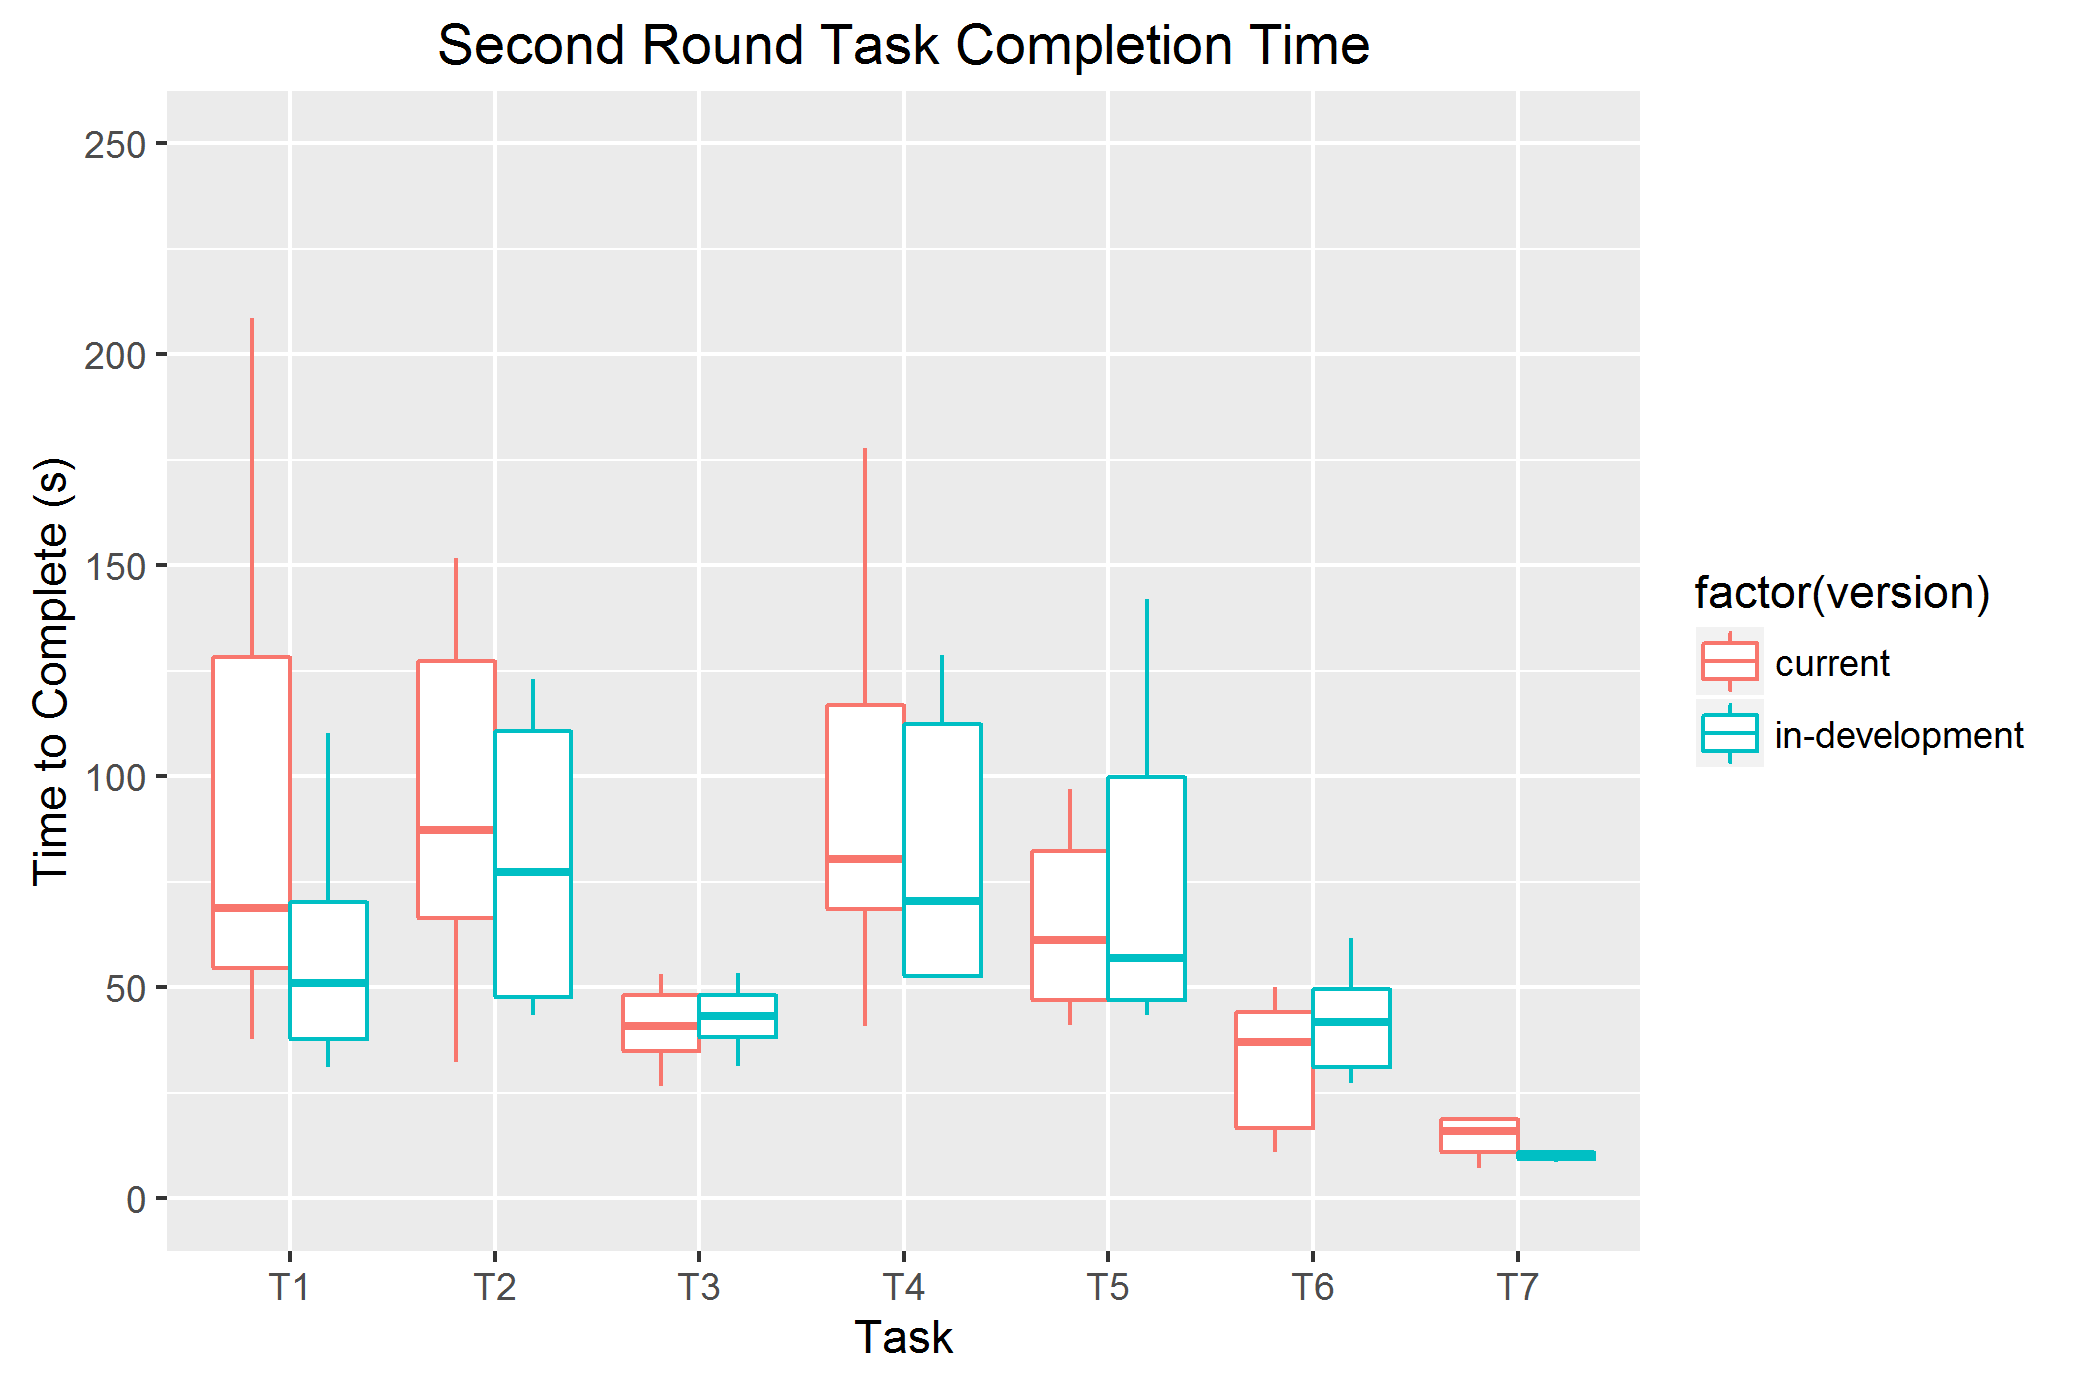 Second Round Task Completion Time
Time to Complete (s)
250
200
150
100
50
0
T1 T2 T3 T4 T5 T6 T7
Task
factor(version)
current
in-development